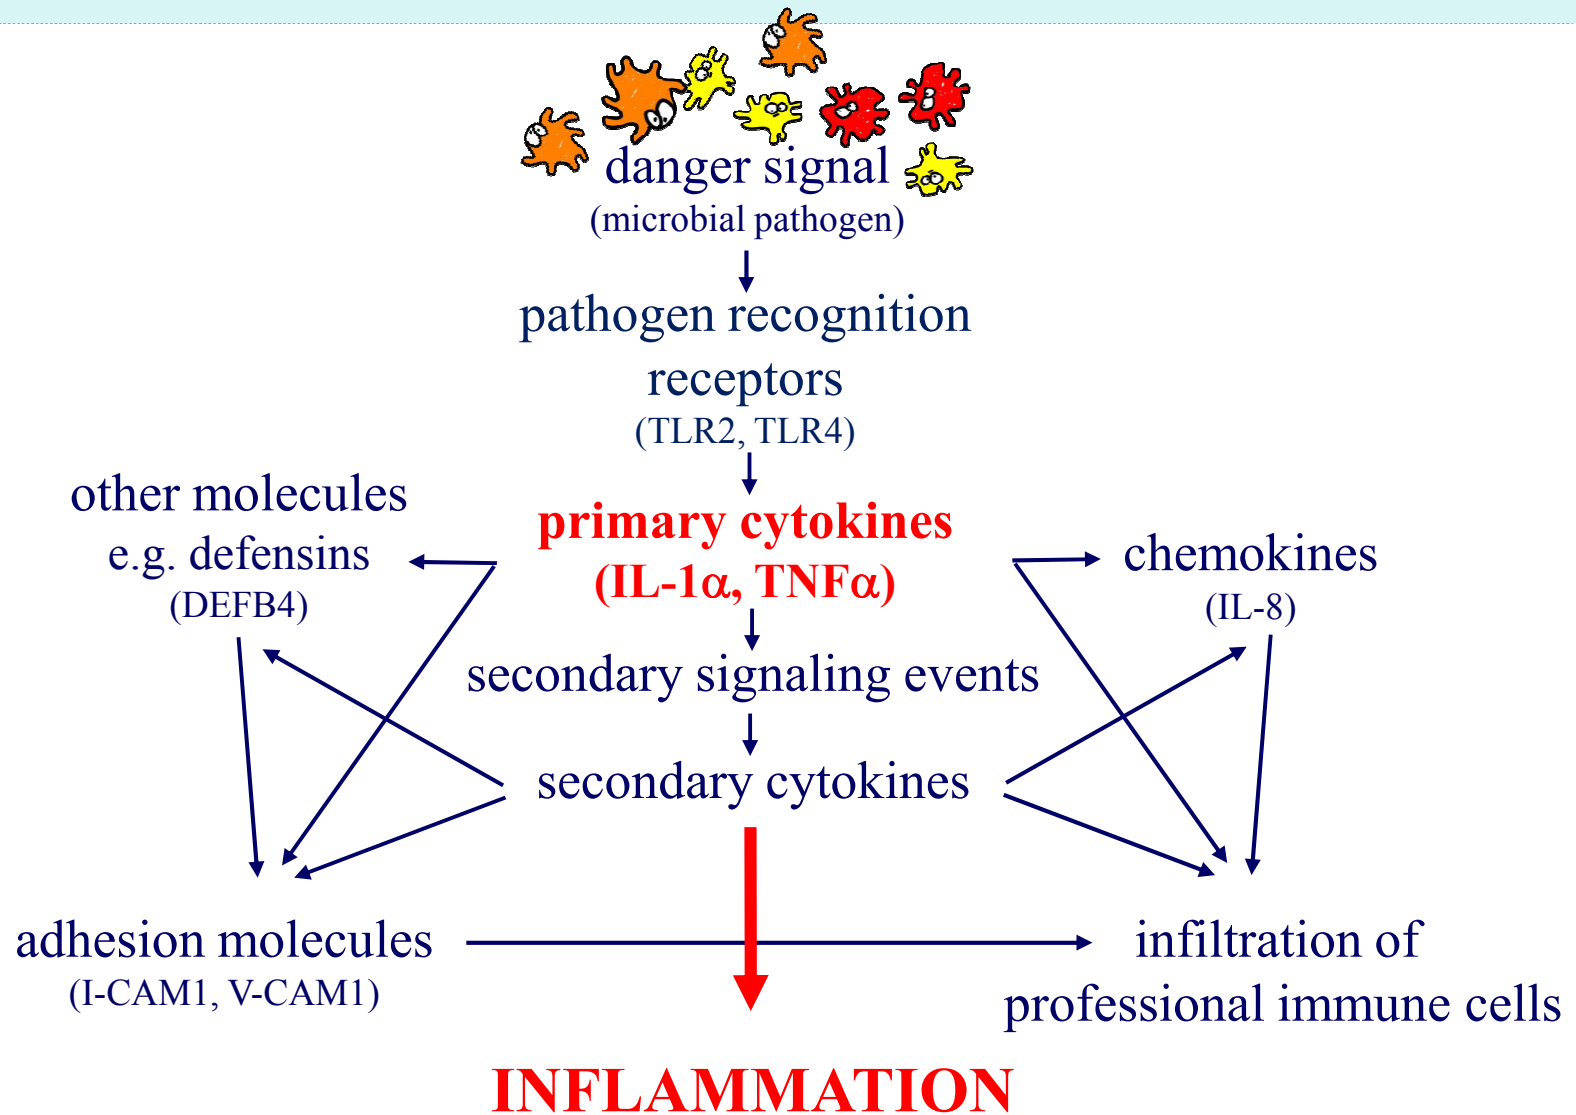 danger signal
(microbial pathogen)
pathogen recognition
receptors
(TLR2, TLR4)
other molecules
e.g. defensins
(DEFB4)
primary cytokines
(IL-1α, TNFα)
chemokines
(IL-8)
secondary signaling events
secondary cytokines
adhesion molecules
(I-CAM1, V-CAM1)
infiltration of
professional immune cells
INFLAMMATION